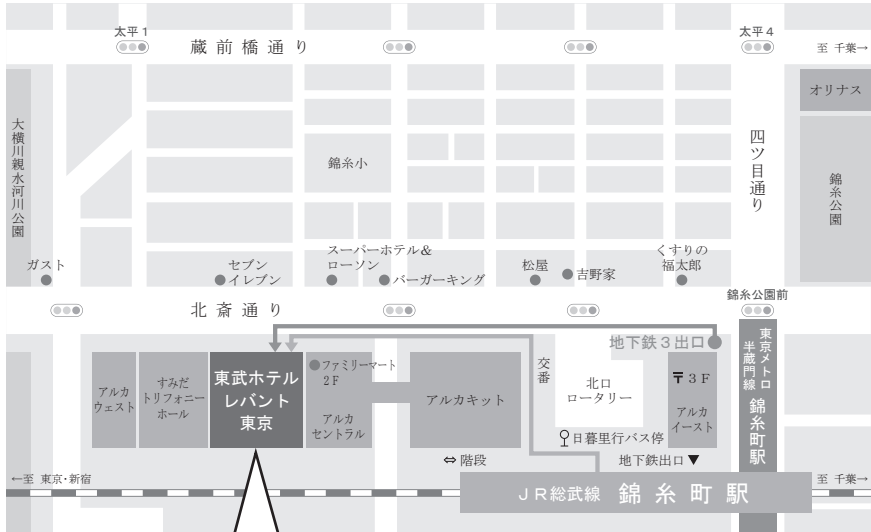 太平1
太平4
蔵前橋通り
至 千葉→
オリナス
大横川親水河川公園
四ツ目通り
錦糸小
錦糸公園
ガスト
セブン
イレブン
スーパーホテル&
ローソン
バーガーキング
松屋
吉野家
くすりの
福太郎
錦糸公園前
北斎通り
地下鉄3出口
東京メトロ
半蔵門線
錦糸町駅
アルカ
ウェスト
すみだ
トリフォニー
ホール
東武ホテル
レバント
東京
ファミリーマート
2F
アルカ
セントラル
アルカキット
交番
北口
ロータリー
〒3F
アルカ
イースト
日暮里行バス停
⇔階段
地下鉄出口▼
←至 東京・新宿
JR総武線 錦糸町駅
至 千葉→